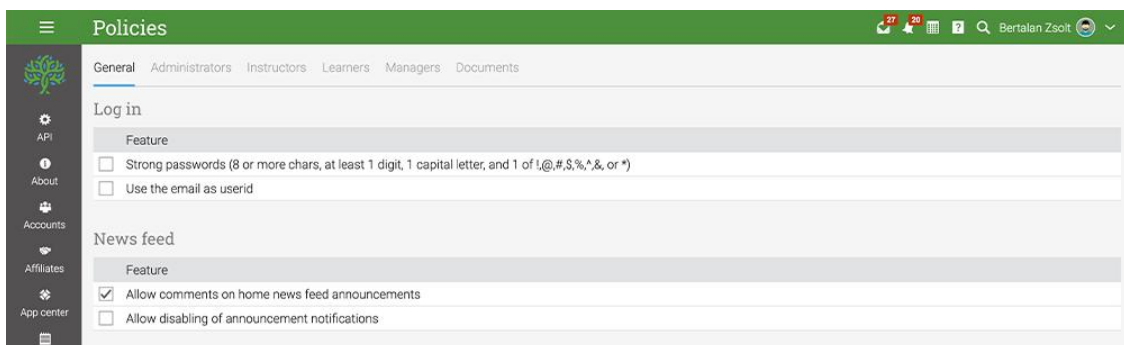 Policies
27
20
Bertalan Zsolt
General Administrators Instructors Learners Managers Documents
Log in
API
Feature
Strong passwords (8 or more chars, at least 1 digit, 1 capital letter, and 1 of !,@,#,$,%,^,&, or *)
About
Use the email as userid
Accounts
News feed
Affiliates
Feature
Allow comments on home news feed announcements
App center
Allow disabling of announcement notifications